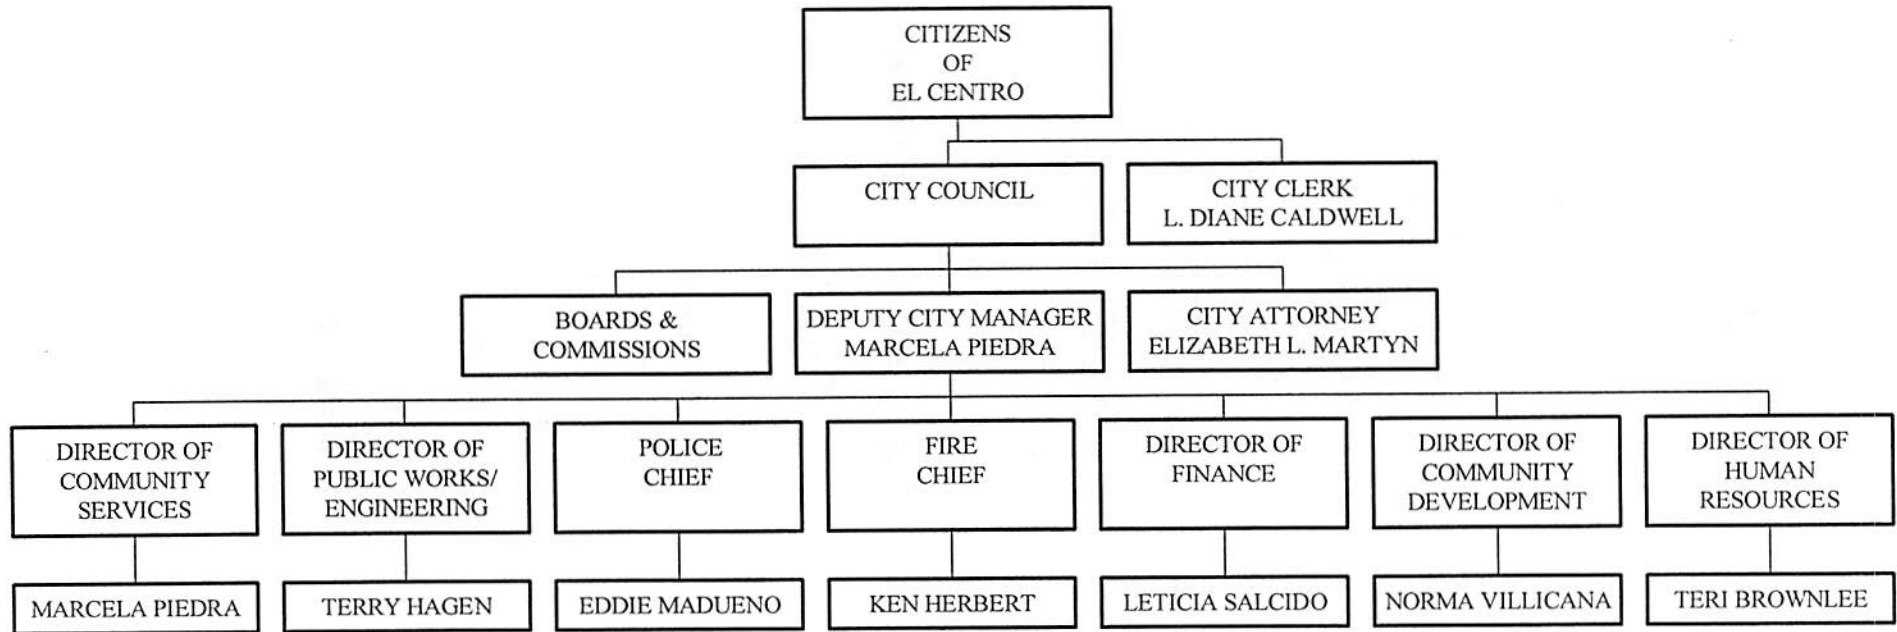 CITIZENS
OF
EL CENTRO
CITY COUNCIL
CITY CLERK
L. DIANE CALDWELL
BOARDS &
COMMISSIONS
DEPUTY CITY MANAGER
MARCELA PIEDRA
CITY ATTORNEY
ELIZABETH L. MARTYN
DIRECTOR OF
COMMUNITY
SERVICES
DIRECTOR OF
PUBLIC WORKS/
ENGINEERING
POLICE
CHIEF
FIRE
CHIEF
DIRECTOR OF
FINANCE
DIRECTOR OF
COMMUNITY
DEVELOPMENT
DIRECTOR OF
HUMAN
RESOURCES
MARCELA PIEDRA
TERRY HAGEN
EDDIE MADUENO
KEN HERBERT
LETICIA SALCIDO
NORMA VILLICANA
TERI BROWNLEE